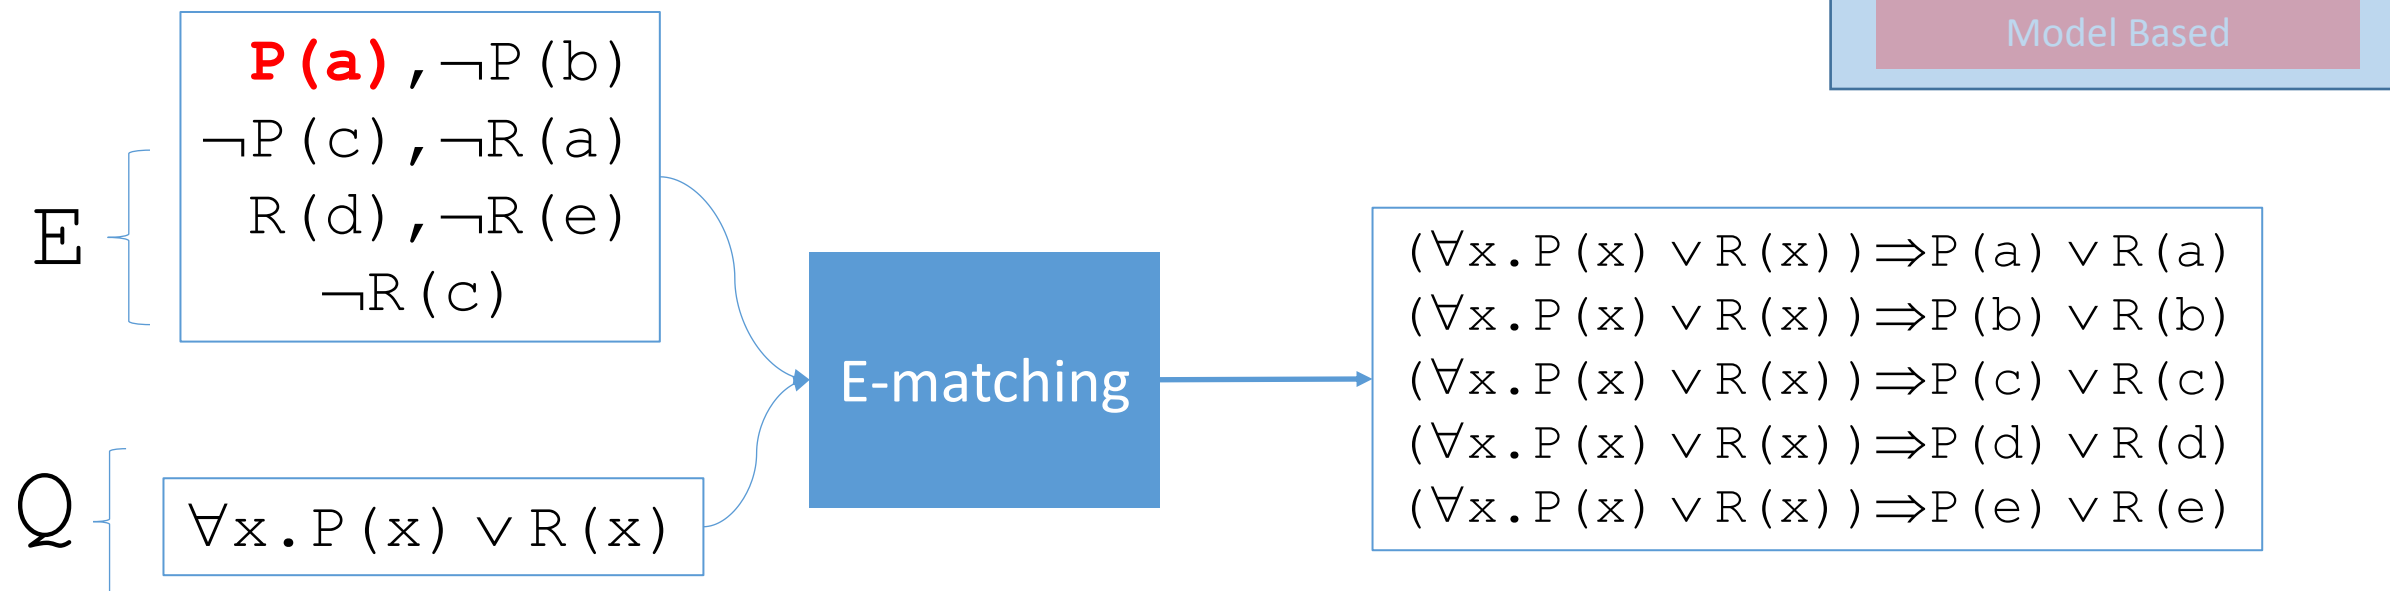 Model Based
P(a),¬P(b)
¬P(c),¬R(a)
R(d),¬R(e)
¬R(c)
E
E-matching
(∀x.P(x)∨R(x))⇒P(a)∨R(a)
(∀x.P(x)∨R(x))⇒P(b)∨R(b)
(∀x.P(x)∨R(x))⇒P(c)∨R(c)
(∀x.P(x)∨R(x))⇒P(d)∨R(d)
(∀x.P(x)∨R(x))⇒P(e)∨R(e)
Q
∀x.P(x)∨R(x)